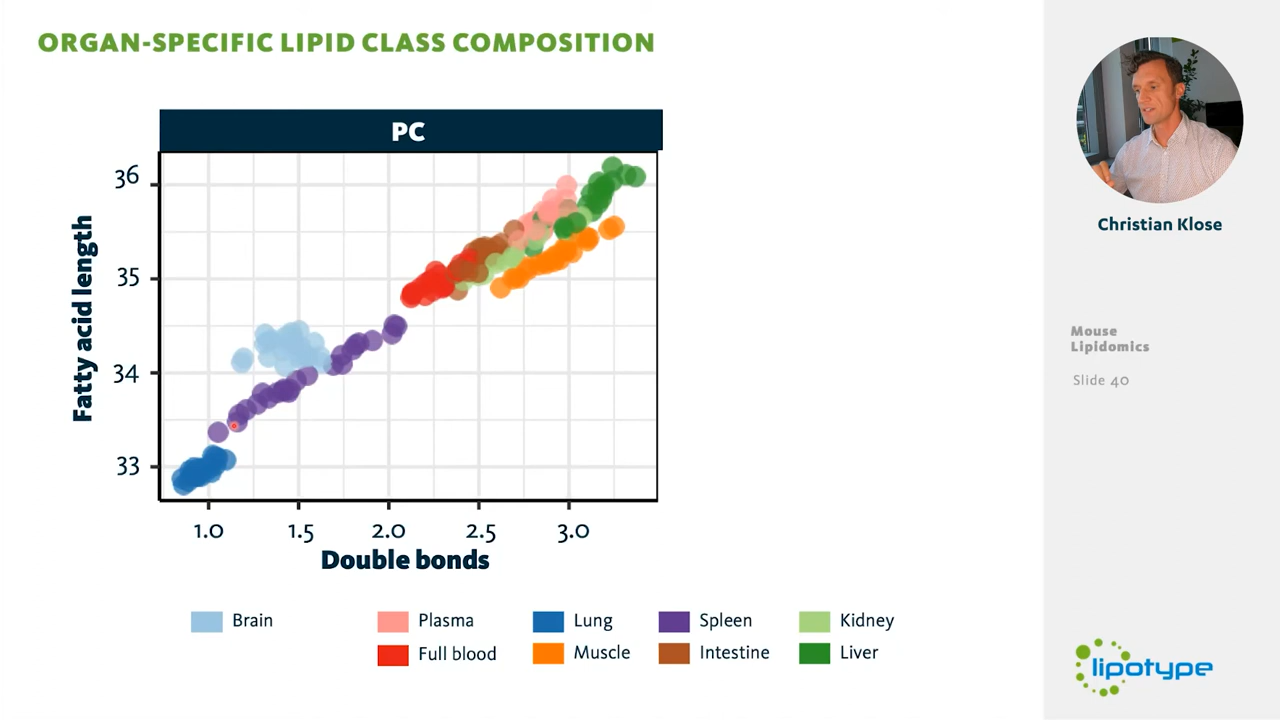 ORGAN-SPECIFIC LIPID CLASS COMPOSITION
PC
Fatty acid length
36
35
34
33
1.0 1.5 2.0 2.5 3.0
Double bonds
Brain Plasma Lung Spleen Kidney
Full blood Muscle Intestine Liver
Christian Klose
Mouse
Lipidomics
Slide 40
lipotype